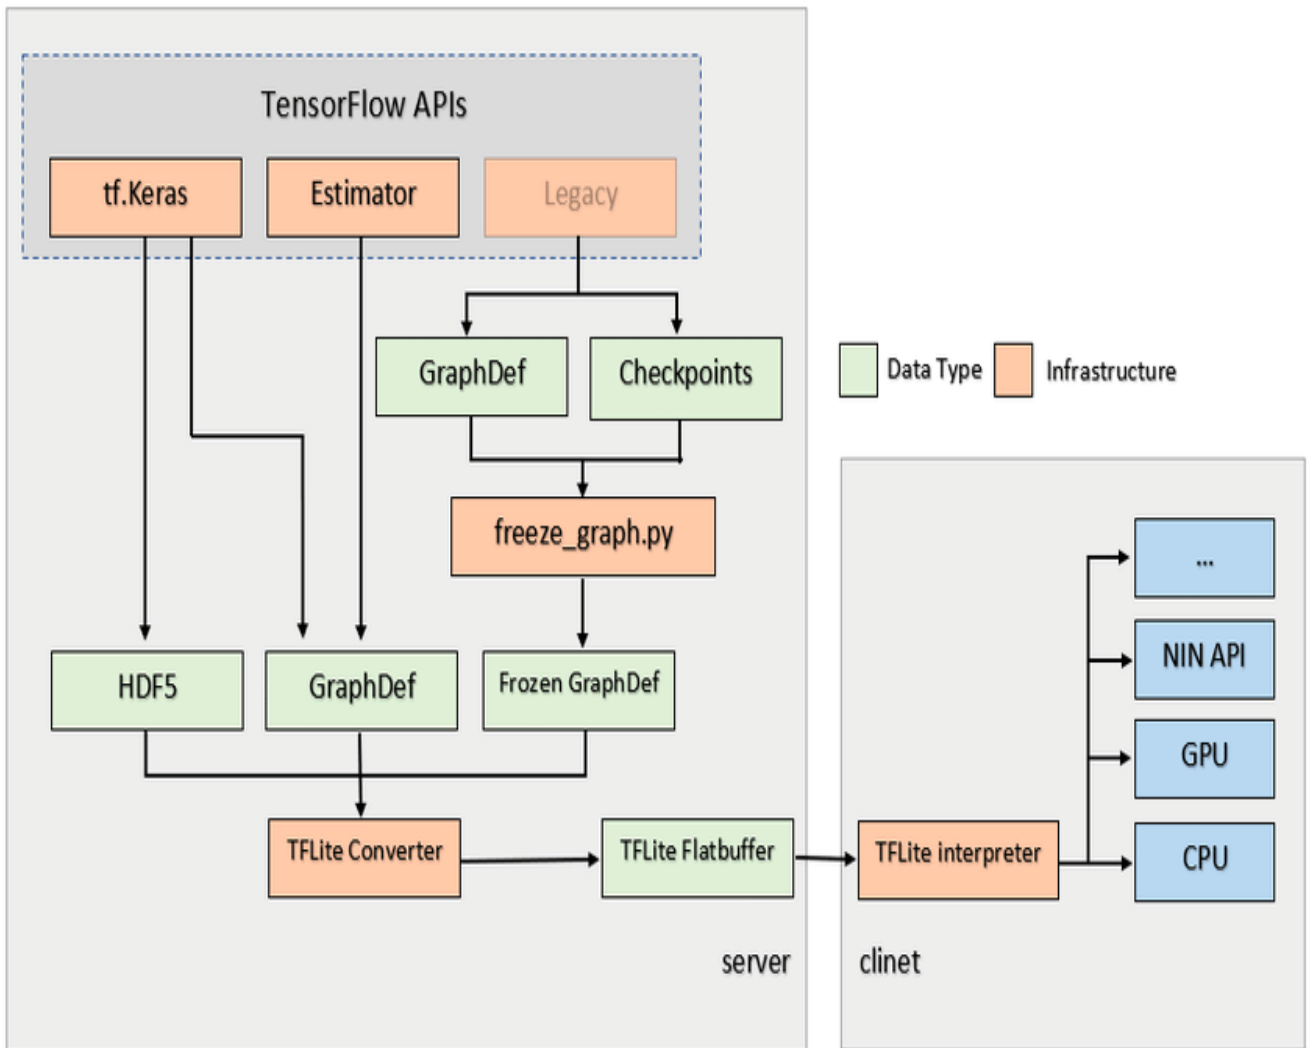 TensorFlow APIs
tf.Keras
Estimator
Legacy
GraphDef
Checkpoints
Data Type
Infrastructure
freeze_graph.py
...
NIN API
HDF5
GraphDef
Frozen GraphDef
GPU
TFLite Converter
TFLite Flatbuffer
TFLite interpreter
CPU
server
clinet